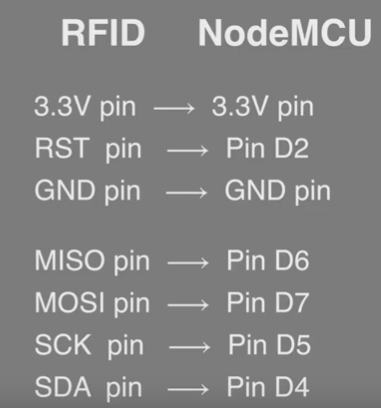 RFID NodeMCU
3.3V pin → 3.3V pin
RST pin → Pin D2
GND pin → GND pin
MISO pin → Pin D6
MOSI pin → Pin D7
SCK pin → Pin D5
SDA pin → Pin D4